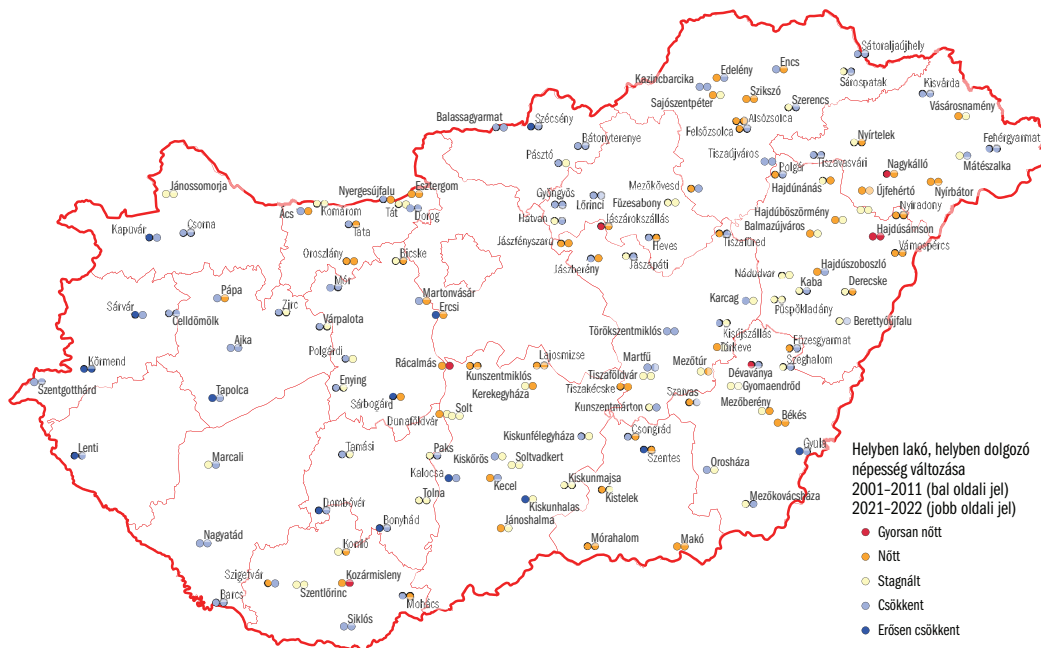 Sátoraljaújhely
Encs
Edelény
Kazincbarcika
Sárospatak
Kisvárda
Szikszó
Sajószentpéter
Szerencs
Vásárosnamény
Alsózsolca
Felsőzsolca
Balassagyarmat
Szécsény
Bátonyterenye
Nyírtelek
Fehérgyarmat
Pásztó
Tiszaújváros
Tiszavasvári
Mátészalka
Polgár
Nagykálló
Jánossomorja
Nyergesújfalu
Esztergom
Mezőkövesd
Hajdúnánás
Újfehértó
Nyírbátor
Gyöngyös
Lőrinci
Füzesabony
Ács
Komárom
Tát
Dorog
Hatvan
Jászárokszállás
Hajdúböszörmény
Nyíradony
Kapuvár
Csorna
Tata
Balmazújváros
Hajdúsámson
Jászfényszaru
Heves
Tiszafüred
Vámospércs
Oroszlány
Bicske
Jászberény
Jászapáti
Nádudvar
Hajdúszoboszló
Mór
Kaba
Derecske
Pápa
Martonvásár
Karcag
Püspökladány
Sárvár
Celldömölk
Zirc
Ercsi
Várpalota
Törökszentmiklós
Kisújszállás
Berettyóújfalu
Ajka
Polgárdi
Túrkeve
Füzesgyarmat
Körmend
Rácalmás
Lajosmizse
Martfű
Mezőtúr
Szeghalom
Kunszentmiklós
Tiszaföldvár
Dévaványa
Szentgotthárd
Enying
Kerekegyháza
Tiszakécske
Gyomaendrőd
Tapolca
Sárbogárd
Kunszentmárton
Szarvas
Mezőberény
Dunaföldvár
Solt
Békés
Kiskunfélegyháza
Csongrád
Gyula
Lenti
Tamási
Paks
Kiskőrös
Soltvadkert
Szentes
Marcali
Kalocsa
Orosháza
Kecel
Kiskunmajsa
Tolna
Kiskunhalas
Kistelek
Mezőkovácsháza
Dombóvár
Bonyhád
Jánoshalma
Nagyatád
Komló
Mórahalom
Makó
Szigetvár
Szentlőrinc
Kozármisleny
Barcs
Mohács
Siklós
Helyben lakó, helyben dolgozó
népesség változása
2001–2011 (bal oldali jel)
2021–2022 (jobb oldali jel)
Gyorsan nőtt
Nőtt
Stagnált
Csökkent
Erősen csökkent